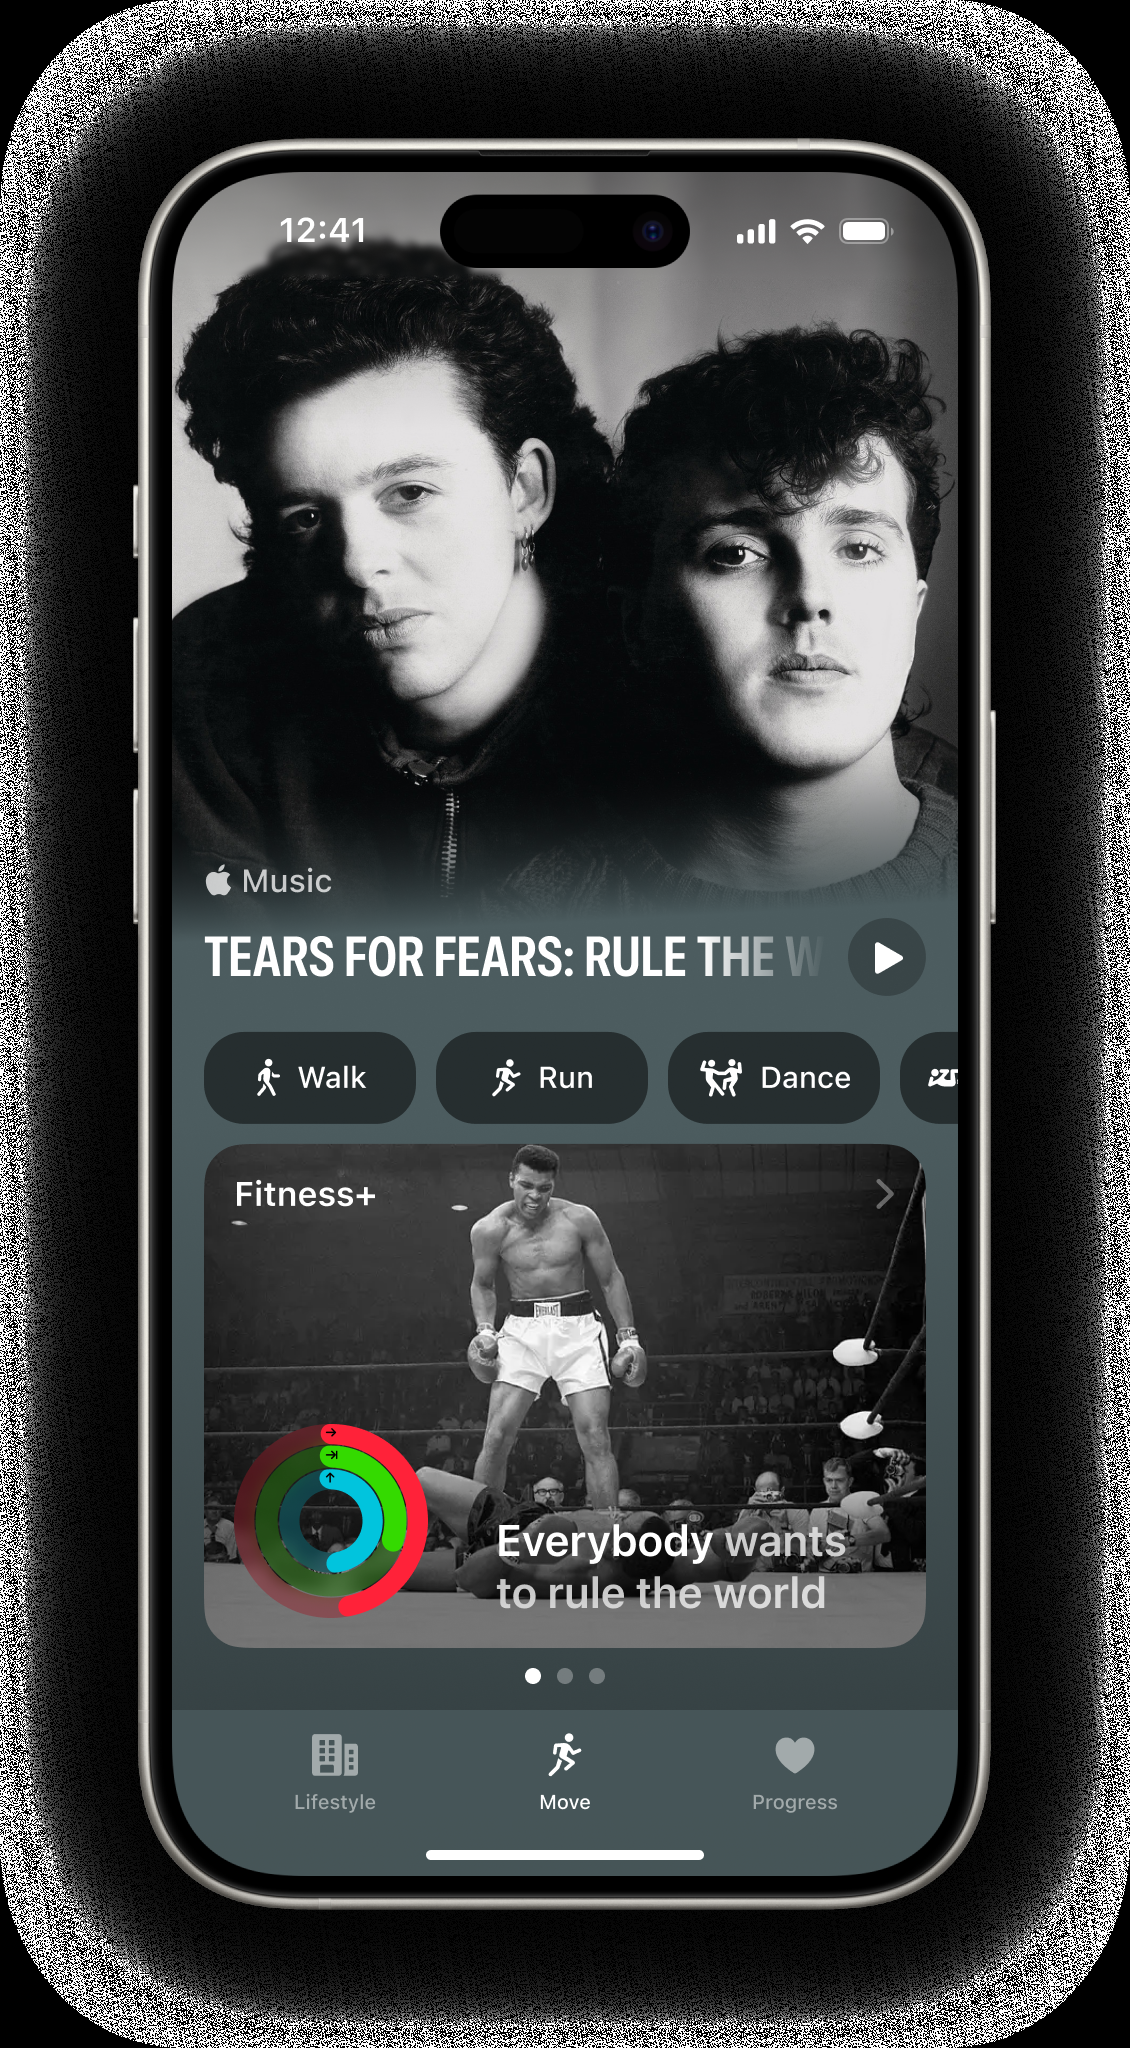 12:41
Music
TEARS FOR FEARS: RULE THE W
Walk
Run
Dance
Fitness+
EVERLAST
Everybody wants
to rule the world
Lifestyle
Move
Progress